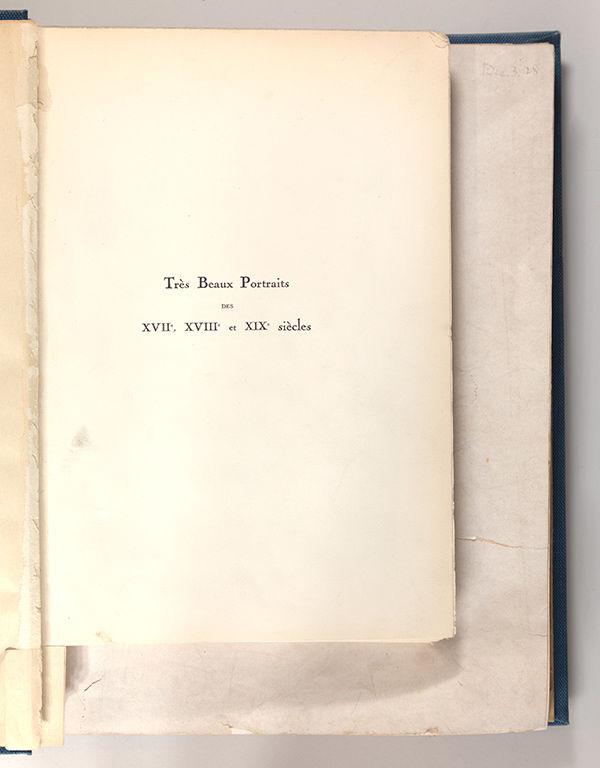 Très Beaux Portraits
DES
XVIIᵉ, XVIIIᵉ et XIXᵉ siècles